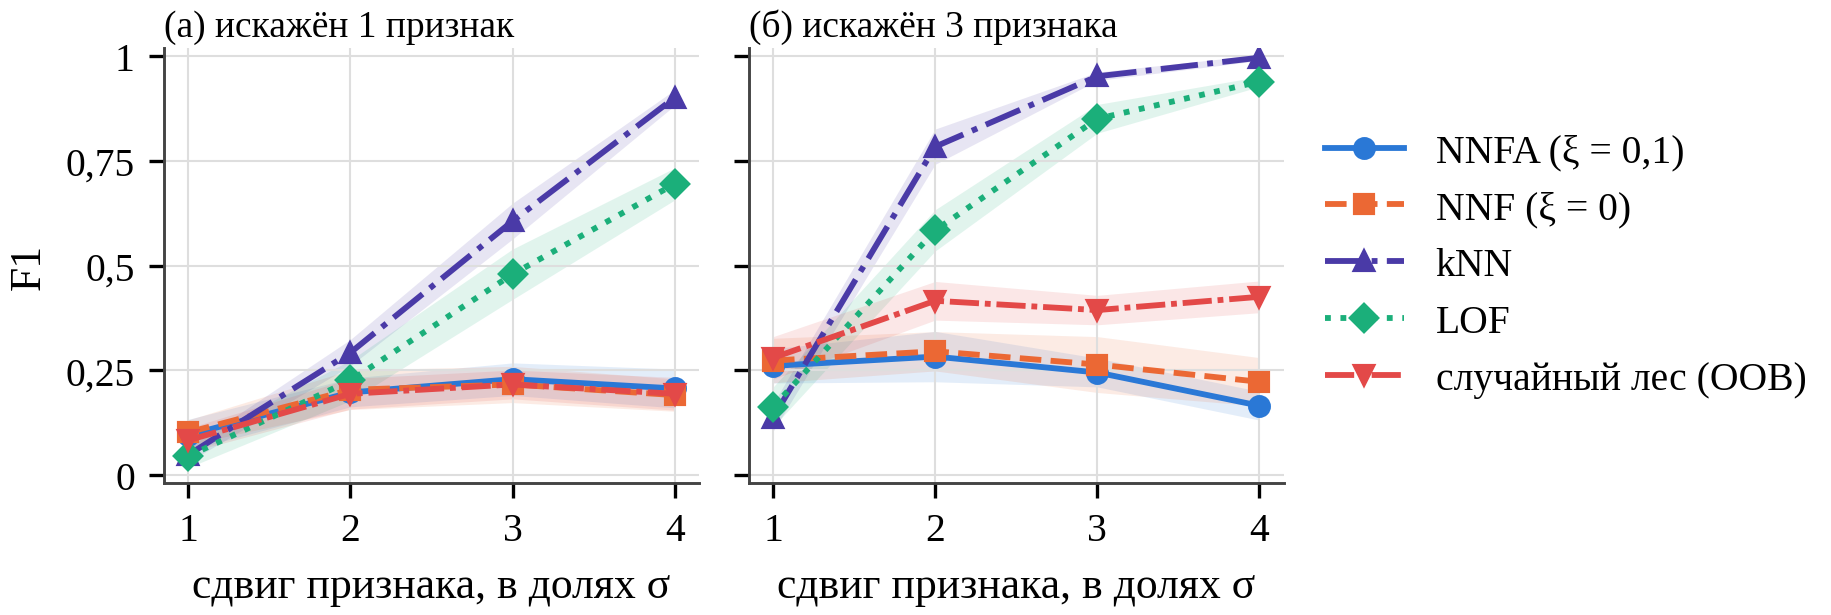 (а) искажён 1 признак
(б) искажён 3 признака
F1
1
0,75
0,5
0,25
0
1 2 3 4
1 2 3 4
сдвиг признака, в долях σ
сдвиг признака, в долях σ
NNFA (ξ = 0,1)
NNF (ξ = 0)
kNN
LOF
случайный лес (OOB)